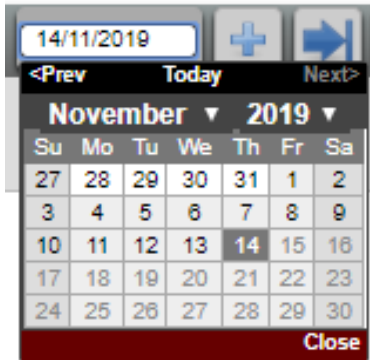 14/11/2019
<Prev Today Next>
November ▼ 2019 ▼
Su Mo Tu We Th Fr Sa
27 28 29 30 31 1 2
3 4 5 6 7 8 9
10 11 12 13 14 15 16
17 18 19 20 21 22 23
24 25 26 27 28 29 30
Close